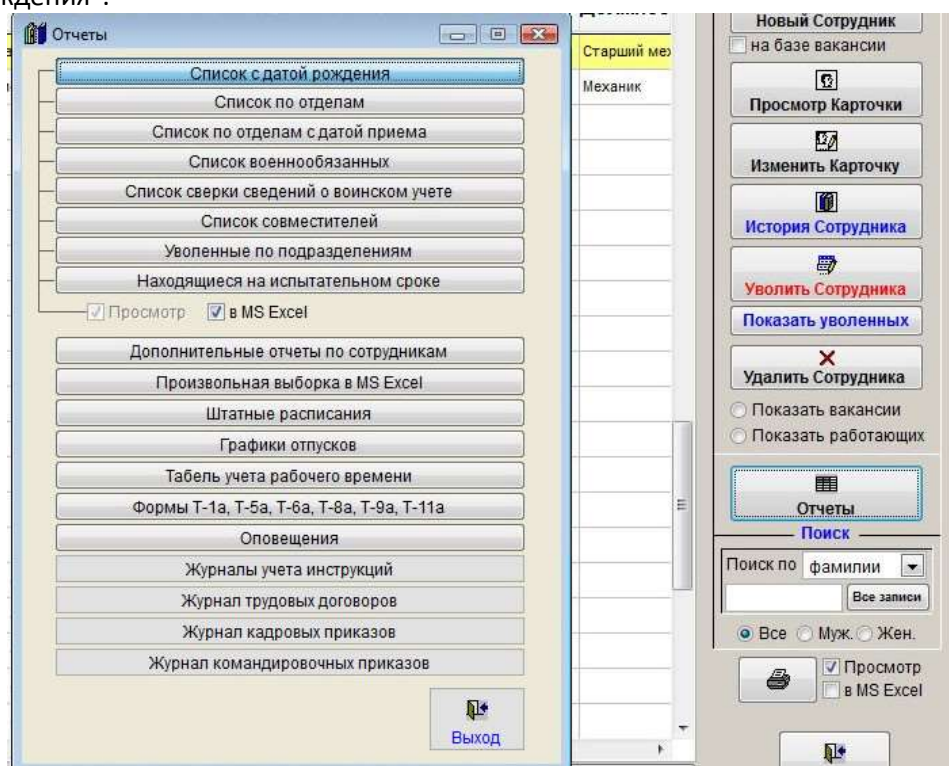 ждения".
Отчеты
Список с датой рождения
Список по отделам
Список по отделам с датой приема
Список военнообязанных
Список сверки сведений о воинском учете
Список совместителей
Уволенные по подразделениям
Находящиеся на испытательном сроке
Просмотр в MS Excel
Дополнительные отчеты по сотрудникам
Произвольная выборка в MS Excel
Штатные расписания
Графики отпусков
Табель учета рабочего времени
Формы Т-1а, Т-5а, Т-6а, Т-8а, Т-9а, Т-11а
Оповещения
Журналы учета инструкций
Журнал трудовых договоров
Журнал кадровых приказов
Журнал командировочных приказов
Выход
Старший мех
Механик
Новый Сотрудник
на базе вакансии
Просмотр Карточки
Изменить Карточку
История Сотрудника
Уволить Сотрудника
Показать уволенных
Удалить Сотрудника
Показать вакансии
Показать работающих
Отчеты
Поиск
Поиск по фамилии
Все записи
Все Муж. Жен.
Просмотр
в MS Excel